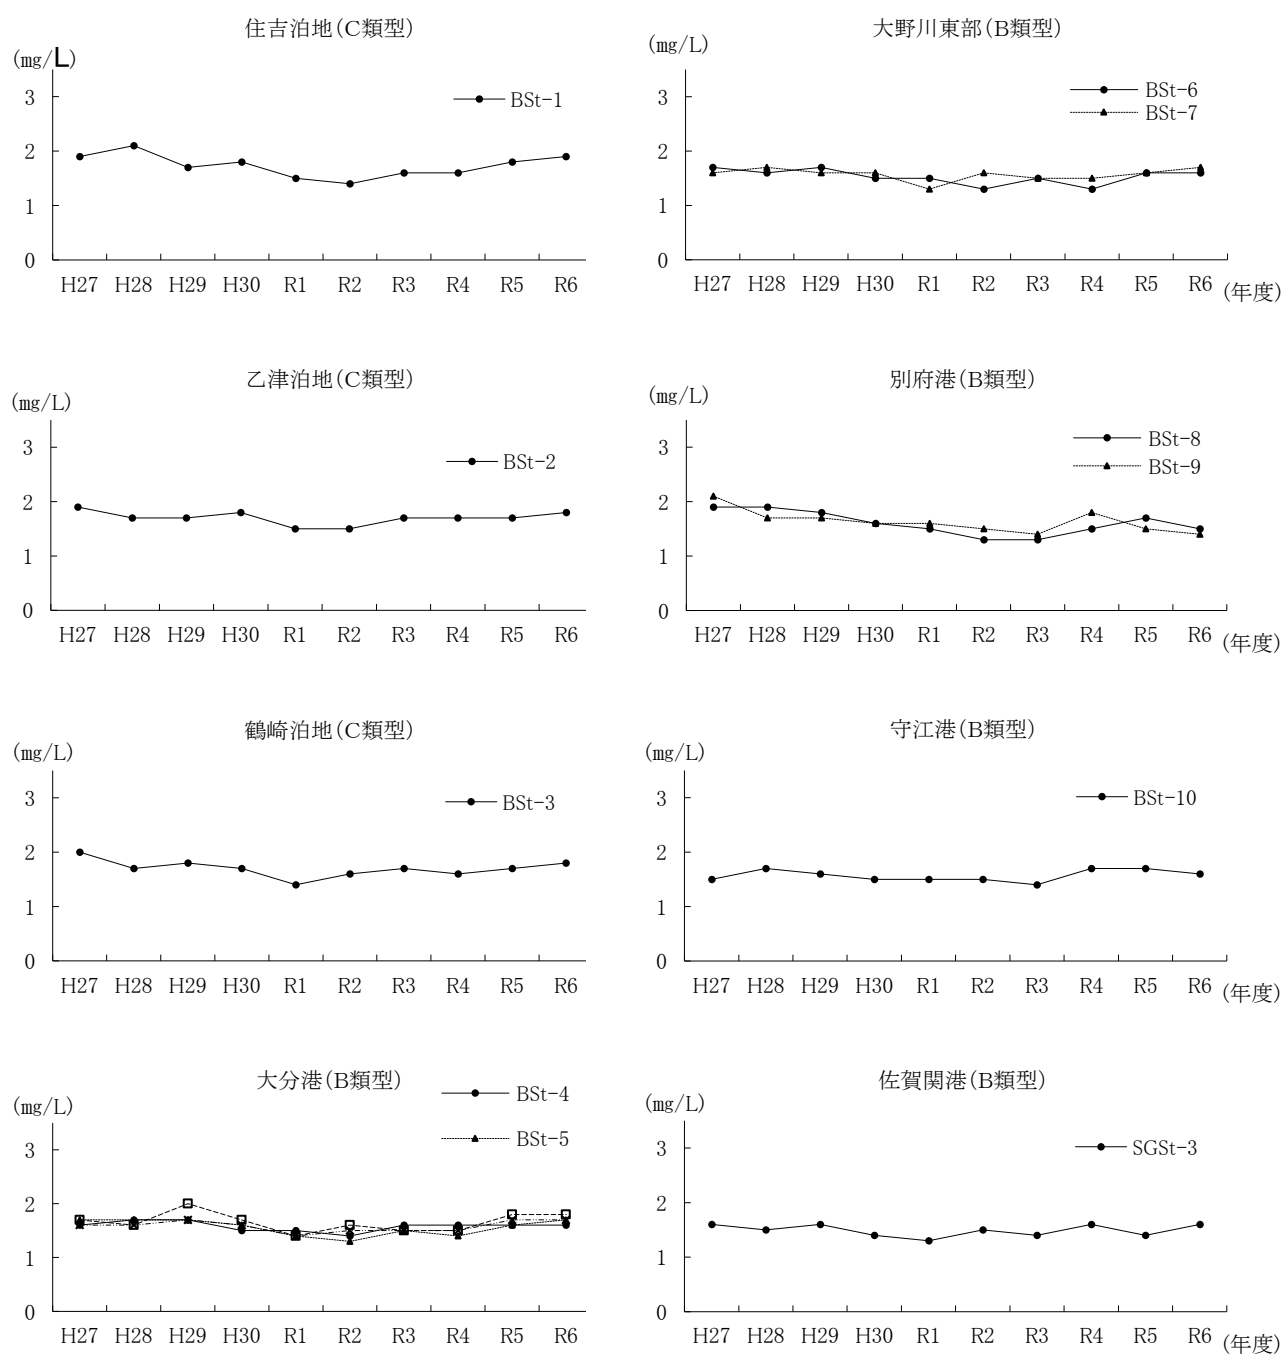 住吉泊地(C類型)
(㎎/L)
3
2
1
0
BSt-1
H27 H28 H29 H30 R1 R2 R3 R4 R5 R6
大野川東部(B類型)
(㎎/L)
3
2
1
0
BSt-6
BSt-7
H27 H28 H29 H30 R1 R2 R3 R4 R5 R6 (年度)
乙津泊地(C類型)
(㎎/L)
3
2
1
0
BSt-2
H27 H28 H29 H30 R1 R2 R3 R4 R5 R6
別府港(B類型)
(㎎/L)
3
2
1
0
BSt-8
BSt-9
H27 H28 H29 H30 R1 R2 R3 R4 R5 R6 (年度)
鶴崎泊地(C類型)
(㎎/L)
3
2
1
0
BSt-3
H27 H28 H29 H30 R1 R2 R3 R4 R5 R6
守江港(B類型)
(㎎/L)
3
2
1
0
BSt-10
H27 H28 H29 H30 R1 R2 R3 R4 R5 R6 (年度)
大分港(B類型)
(㎎/L)
3
2
1
0
BSt-4
BSt-5
H27 H28 H29 H30 R1 R2 R3 R4 R5 R6
佐賀関港(B類型)
(㎎/L)
3
2
1
0
SGSt-3
H27 H28 H29 H30 R1 R2 R3 R4 R5 R6 (年度)